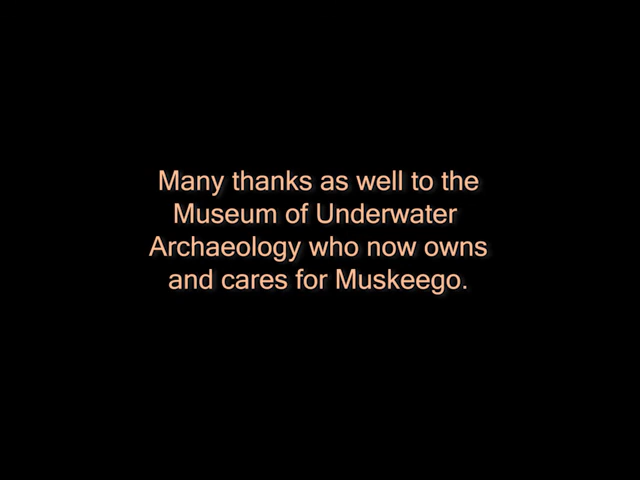 Many thanks as well to the
Museum of Underwater
Archaeology who now owns
and cares for Muskeego.